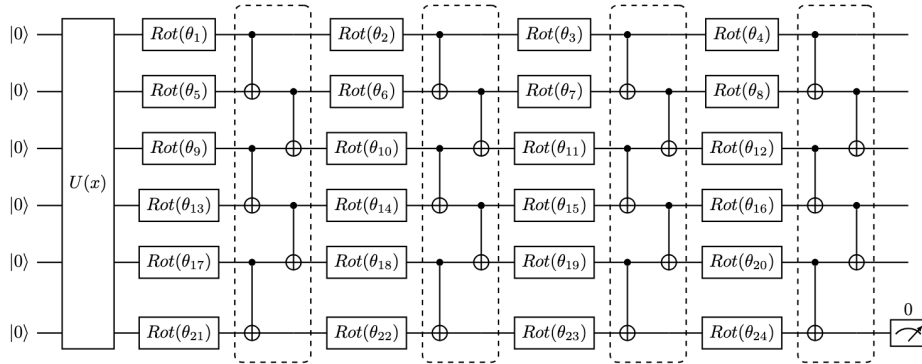 |0⟩ Rot(θ₁) Rot(θ₂) Rot(θ₃) Rot(θ₄)
|0⟩ Rot(θ₅) Rot(θ₆) Rot(θ₇) Rot(θ₈)
|0⟩ Rot(θ₉) Rot(θ₁₀) Rot(θ₁₁) Rot(θ₁₂)
U(x)
|0⟩ Rot(θ₁₃) Rot(θ₁₄) Rot(θ₁₅) Rot(θ₁₆)
|0⟩ Rot(θ₁₇) Rot(θ₁₈) Rot(θ₁₉) Rot(θ₂₀)
0
|0⟩ Rot(θ₂₁) Rot(θ₂₂) Rot(θ₂₃) Rot(θ₂₄)